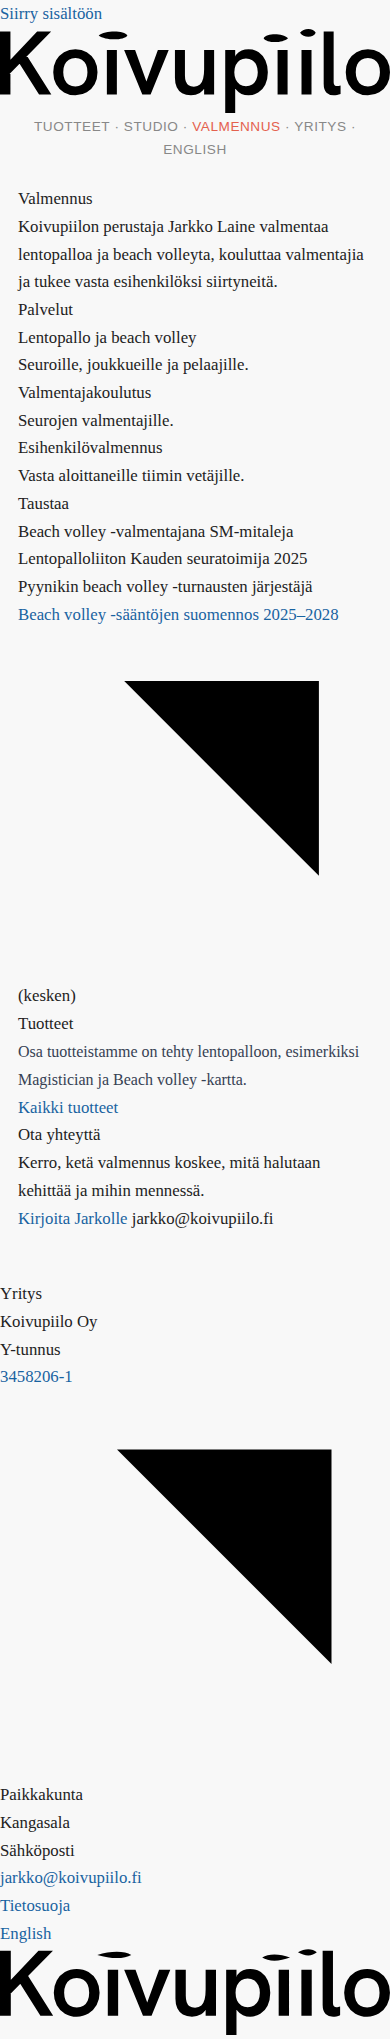 Siirry sisältöön
Koivupiilo
TUOTTEET · STUDIO · VALMENNUS · YRITYS ·
ENGLISH
Valmennus
Koivupiilon perustaja Jarkko Laine valmentaa
lentopalloa ja beach volleyta, kouluttaa valmentajia
ja tukee vasta esihenkilöksi siirtyneitä.
Palvelut
Lentopallo ja beach volley
Seuroille, joukkueille ja pelaajille.
Valmentajakoulutus
Seurojen valmentajille.
Esihenkilövalmennus
Vasta aloittaneille tiimin vetäjille.
Taustaa
Beach volley -valmentajana SM-mitaleja
Lentopalloliiton Kauden seuratoimija 2025
Pyynikin beach volley -turnausten järjestäjä
Beach volley -sääntöjen suomennos 2025–2028
(kesken)
Tuotteet
Osa tuotteistamme on tehty lentopalloon, esimerkiksi
Magistician ja Beach volley -kartta.
Kaikki tuotteet
Ota yhteyttä
Kerro, ketä valmennus koskee, mitä halutaan
kehittää ja mihin mennessä.
Kirjoita Jarkolle jarkko@koivupiilo.fi
Yritys
Koivupiilo Oy
Y-tunnus
3458206-1
Paikkakunta
Kangasala
Sähköposti
jarkko@koivupiilo.fi
Tietosuoja
English
Koivupiilo